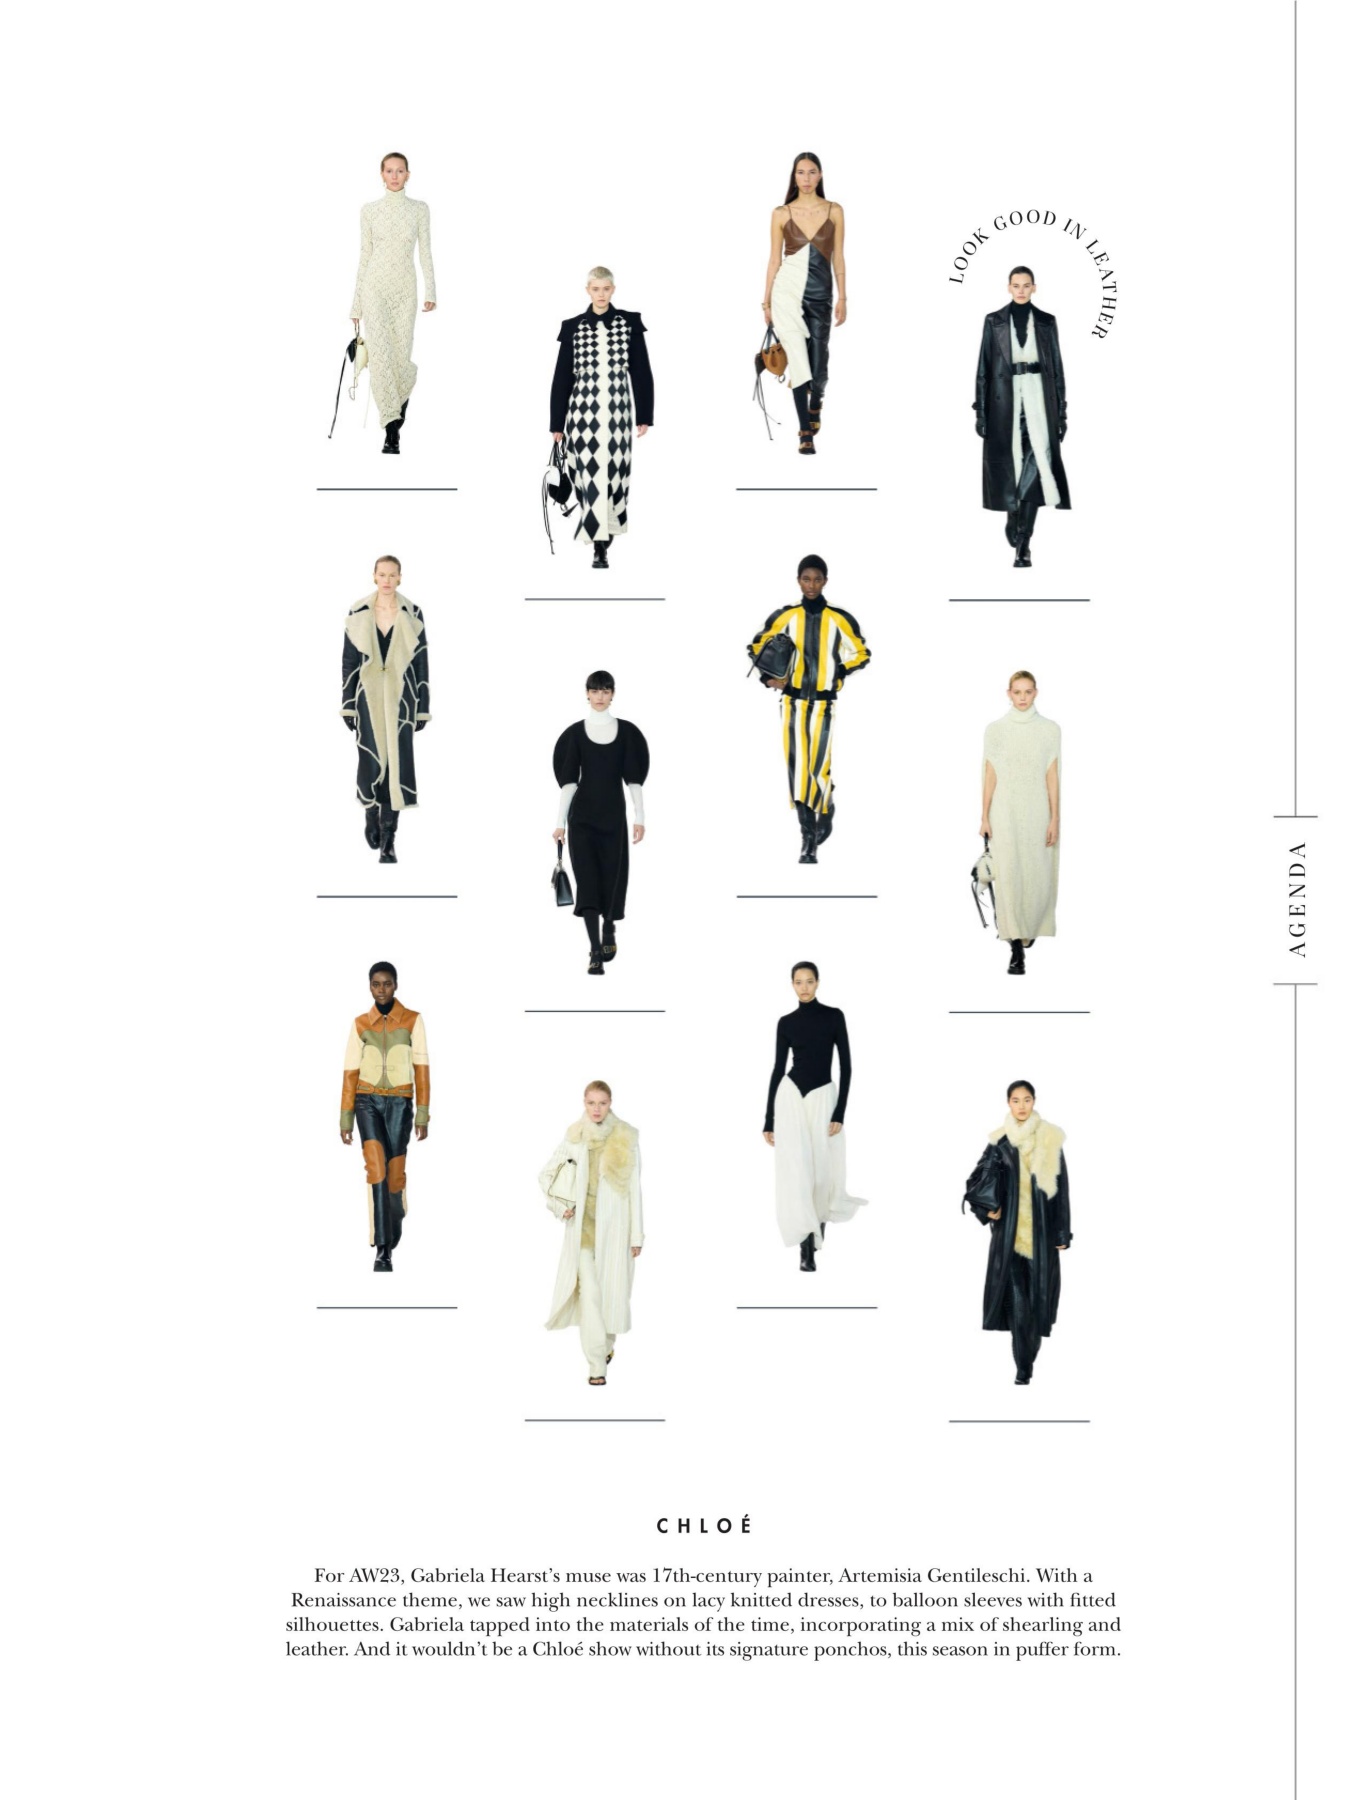 LOOK GOOD IN LEATHER
AGENDA
CHLOÉ
For AW23, Gabriela Hearst’s muse was 17th-century painter, Artemisia Gentileschi. With a
Renaissance theme, we saw high necklines on lacy knitted dresses, to balloon sleeves with fitted
silhouettes. Gabriela tapped into the materials of the time, incorporating a mix of shearling and
leather. And it wouldn’t be a Chloé show without its signature ponchos, this season in puffer form.